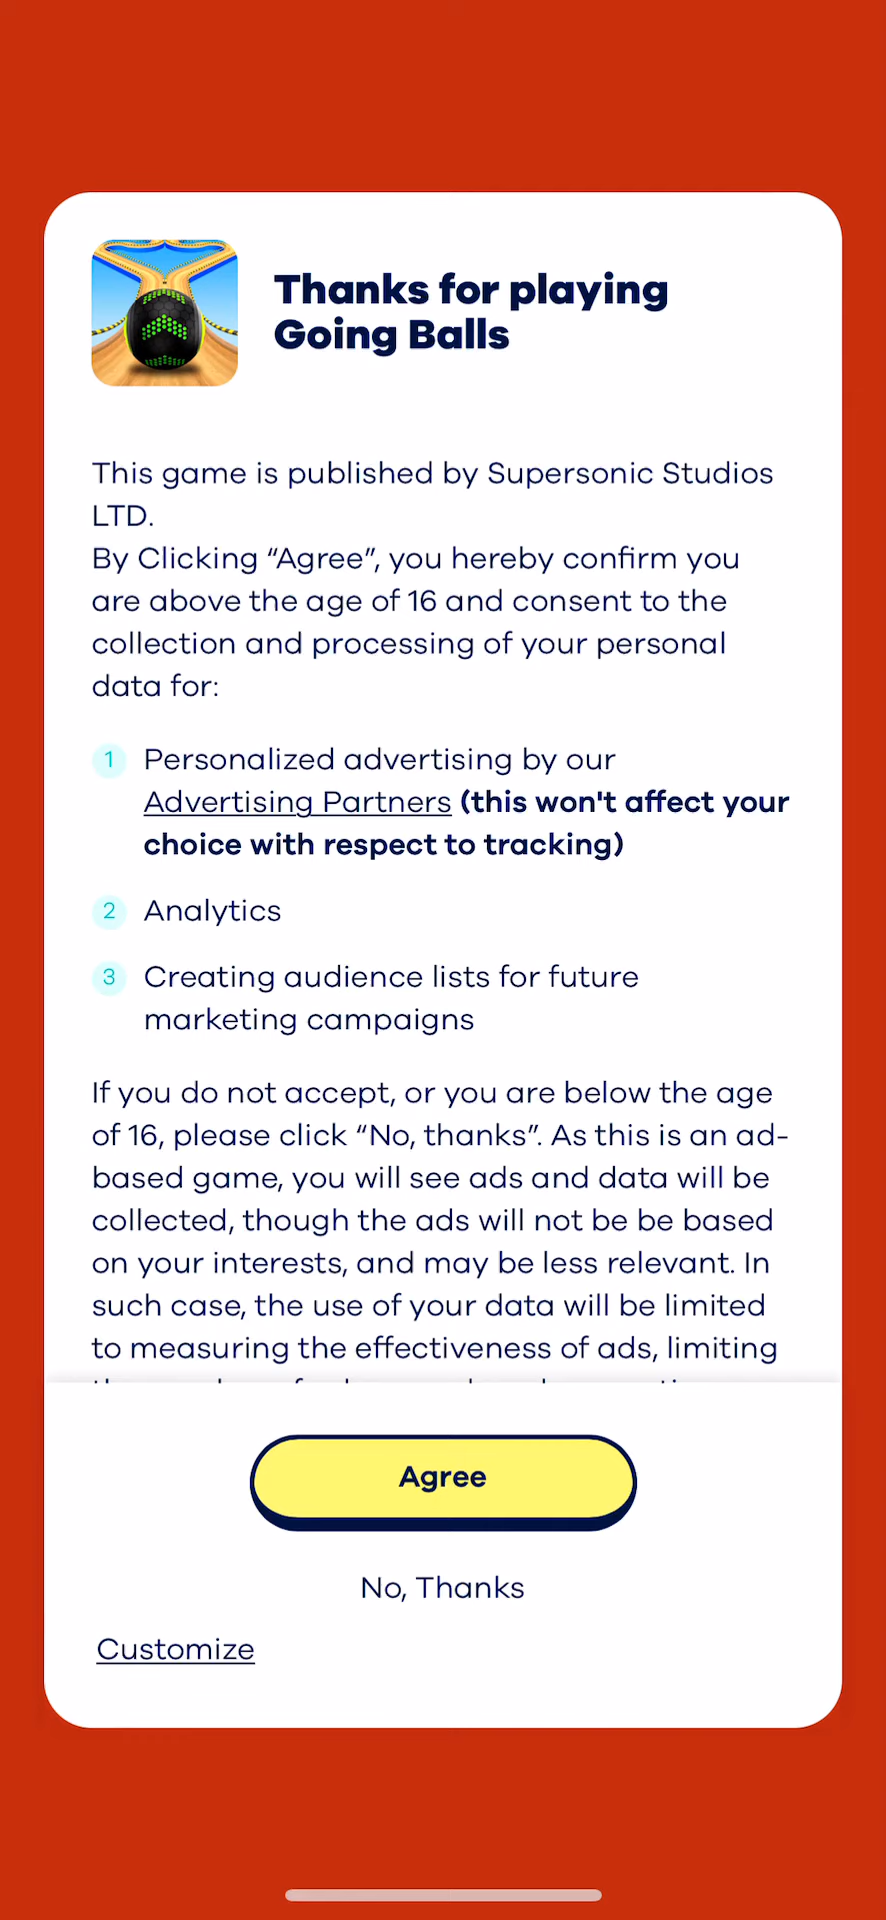 Thanks for playing
Going Balls
This game is published by Supersonic Studios
LTD.
By Clicking “Agree”, you hereby confirm you
are above the age of 16 and consent to the
collection and processing of your personal
data for:
1 Personalized advertising by our
Advertising Partners (this won't affect your
choice with respect to tracking)
2 Analytics
3 Creating audience lists for future
marketing campaigns
If you do not accept, or you are below the age
of 16, please click “No, thanks”. As this is an ad-
based game, you will see ads and data will be
collected, though the ads will not be be based
on your interests, and may be less relevant. In
such case, the use of your data will be limited
to measuring the effectiveness of ads, limiting
Agree
No, Thanks
Customize